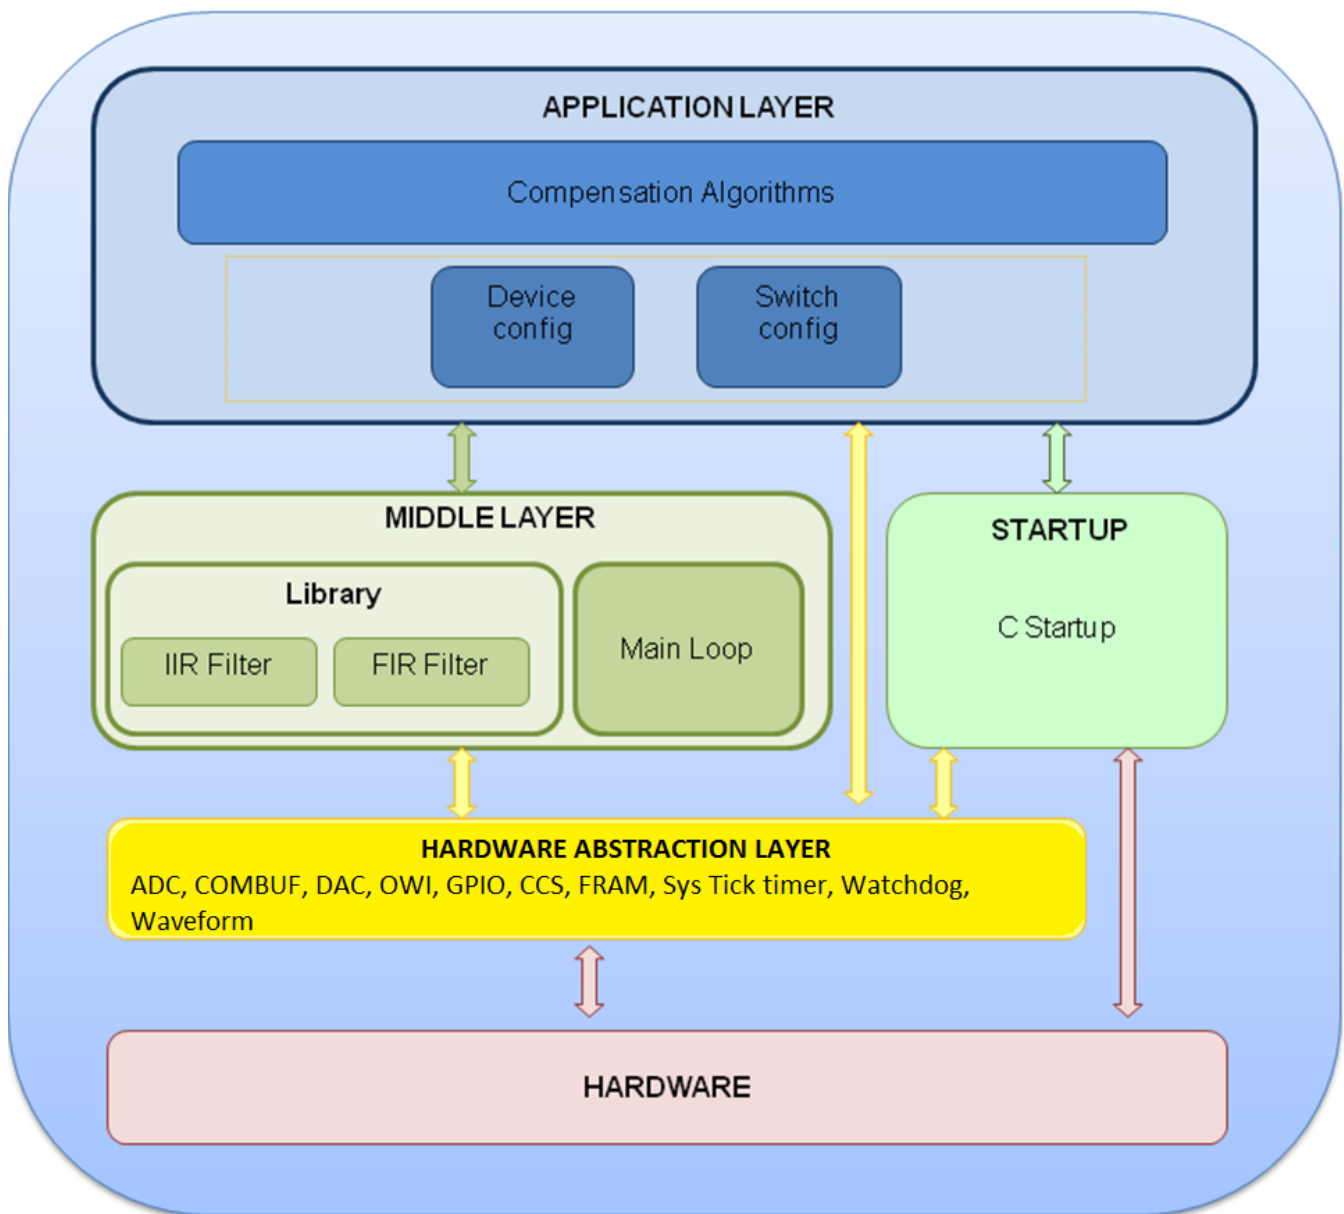 APPLICATION LAYER
Compensation Algorithms
Device
config
Switch
config
MIDDLE LAYER
Library
IIR Filter
FIR Filter
Main Loop
STARTUP
C Startup
HARDWARE ABSTRACTION LAYER
ADC, COMBUF, DAC, OWI, GPIO, CCS, FRAM, Sys Tick timer, Watchdog,
Waveform
HARDWARE